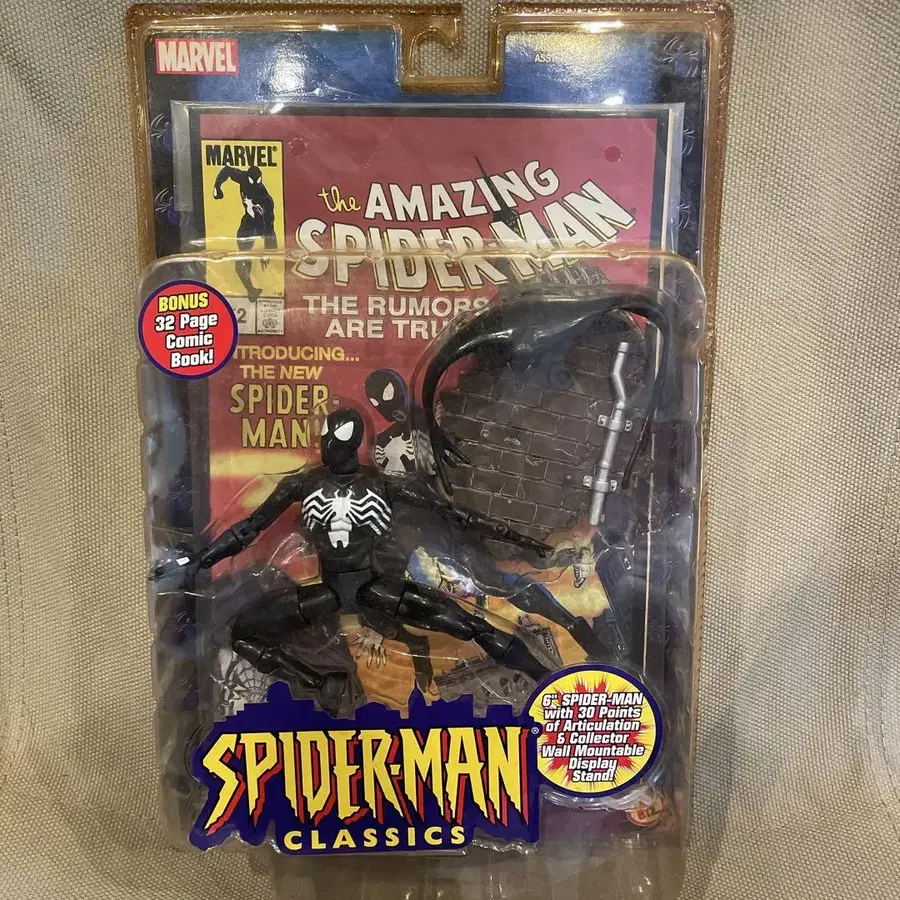 MARVEL
MARVEL
the AMAZING
SPIDER-MAN
THE RUMORS
ARE TRU
INTRODUCING...
THE NEW
SPIDER-
MAN!
BONUS
32 Page
Comic
Book!
6" SPIDER-MAN
with 30 Points
of Articulation
& Collector
Wall Mountable
Display
Stand!
SPIDER-MAN®
CLASSICS